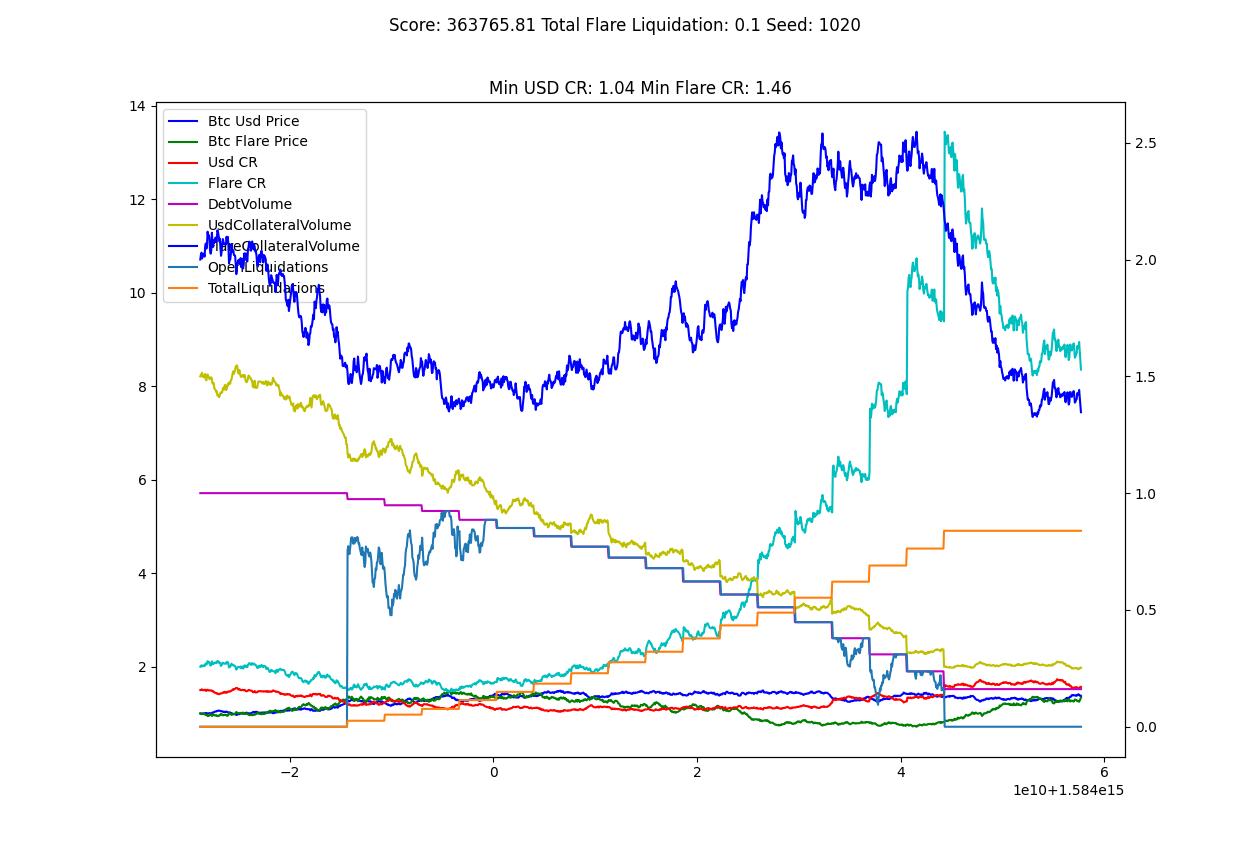 Score: 363765.81 Total Flare Liquidation: 0.1 Seed: 1020
Min USD CR: 1.04 Min Flare CR: 1.46
Btc Usd Price
Btc Flare Price
Usd CR
Flare CR
DebtVolume
UsdCollateralVolume
FlareCollateralVolume
OpenLiquidations
TotalLiquidations
14
12
10
8
6
4
2
2.5
2.0
1.5
1.0
0.5
0.0
−2
0
2
4
6
1e10+1.584e15